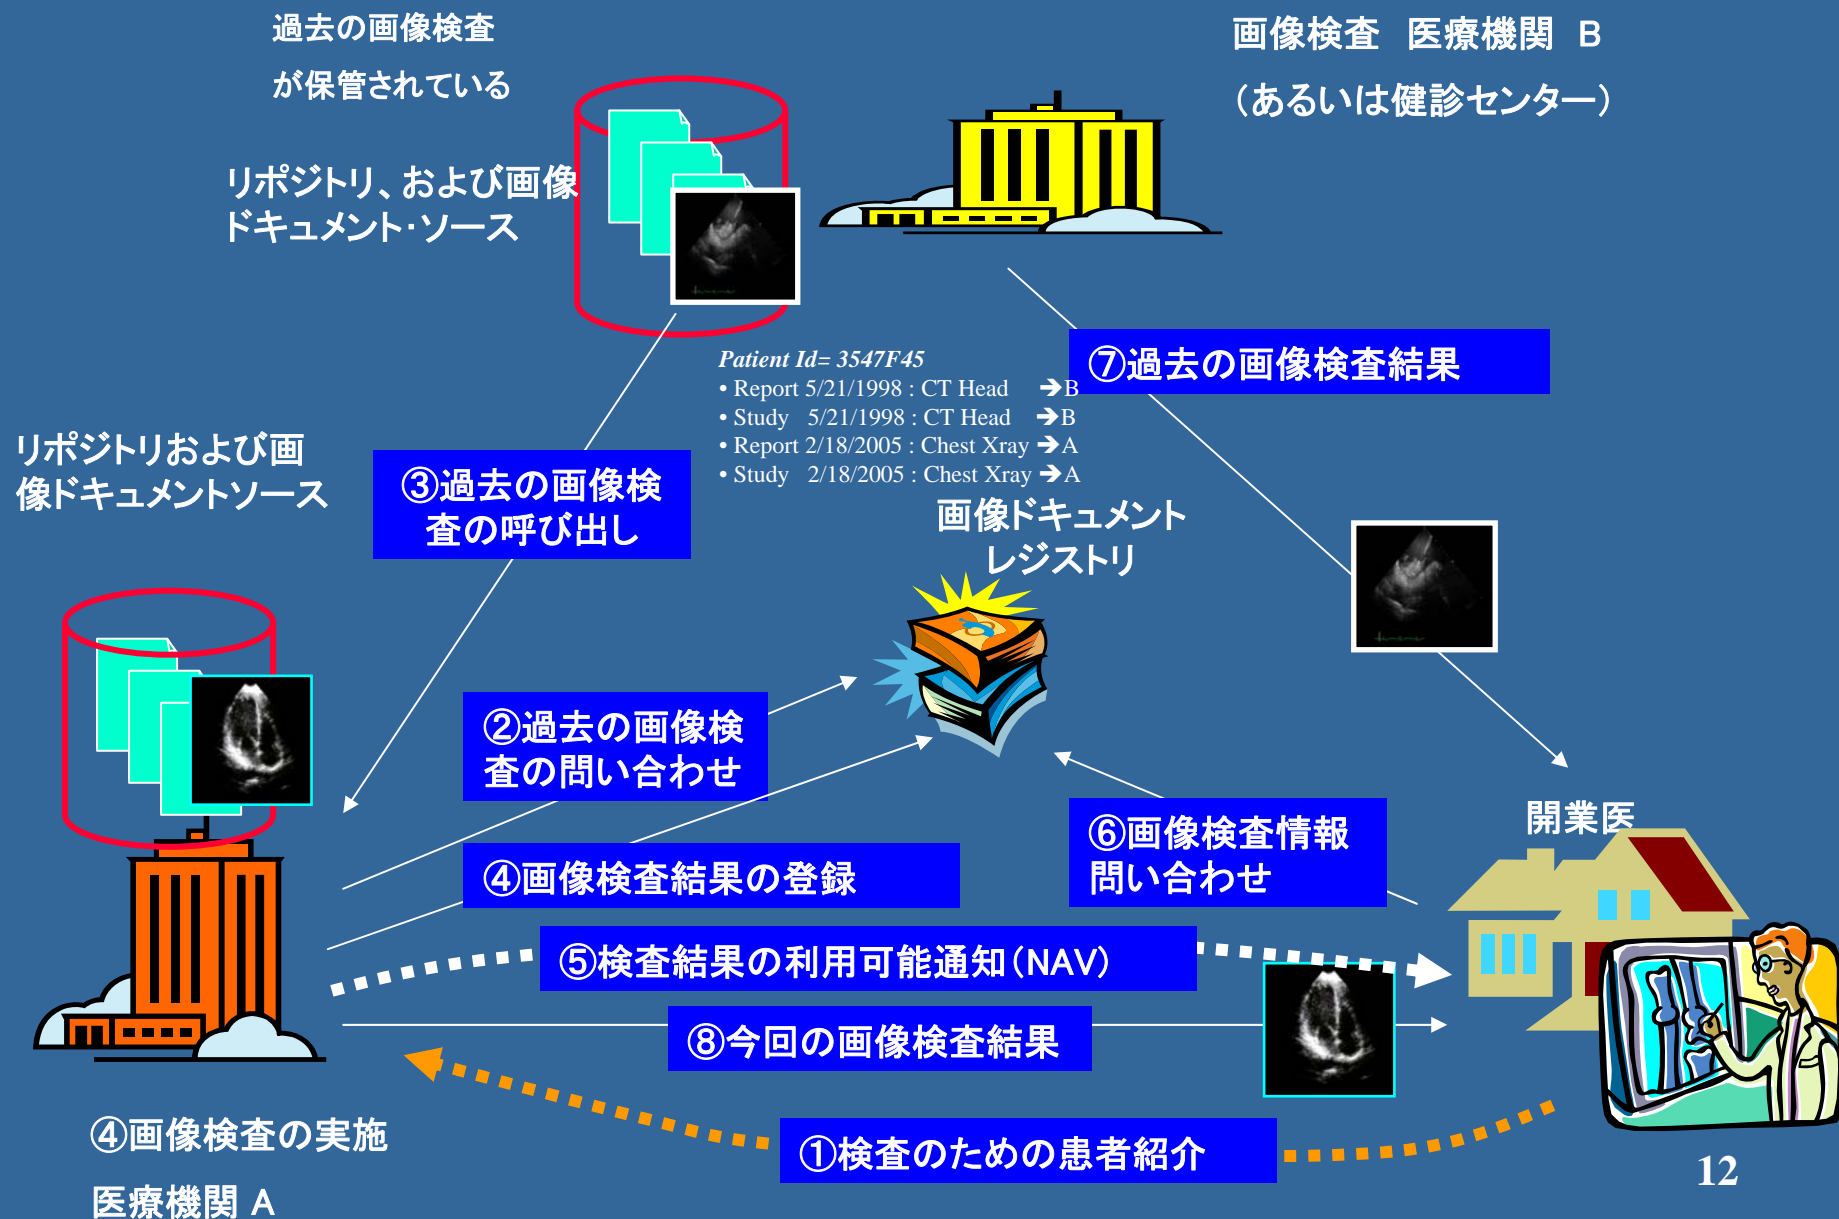 過去の画像検査
が保管されている
画像検査　医療機関　B
（あるいは健診センター）
リポジトリ、および画像
ドキュメント・ソース
Patient Id= 3547F45
• Report 5/21/1998 : CT Head ➔B
• Study 5/21/1998 : CT Head ➔B
• Report 2/18/2005 : Chest Xray ➔A
• Study 2/18/2005 : Chest Xray ➔A
⑦過去の画像検査結果
リポジトリおよび画
像ドキュメントソース
③過去の画像検
査の呼び出し
画像ドキュメント
レジストリ
②過去の画像検
査の問い合わせ
④画像検査結果の登録
⑥画像検査情報
問い合わせ
開業医
⑤検査結果の利用可能通知（NAV）
⑧今回の画像検査結果
④画像検査の実施
医療機関 A
①検査のための患者紹介
12